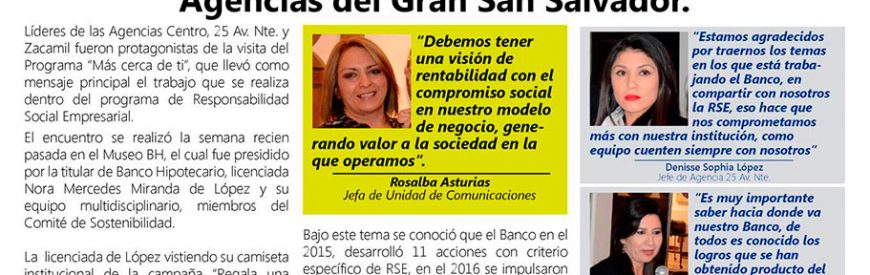 Agencias del Gran San Salvador.
Líderes de las Agencias Centro, 25 Av. Nte. y
Zacamil fueron protagonistas de la visita del
Programa “Más cerca de ti”, que llevó como
mensaje principal el trabajo que se realiza
dentro del programa de Responsabilidad
Social Empresarial.
El encuentro se realizó la semana recien
pasada en el Museo BH, el cual fue presidido
por la titular de Banco Hipotecario, licenciada
Nora Mercedes Miranda de López y su
equipo multidisciplinario, miembros del
Comité de Sostenibilidad.
La licenciada de López vistiendo su camiseta
institucional de la campaña “Regala una
“Debemos tener
una visión de
rentabilidad con el
compromiso social
en nuestro modelo
de negocio, gene-
rando valor a la sociedad en la
que operamos”.
Rosalba Asturias
Jefa de Unidad de Comunicaciones
Bajo este tema se conoció que el Banco en el
2015, desarrolló 11 acciones con criterio
específico de RSE, en el 2016 se impulsaron
“Estamos agradecidos
por traernos los temas
en los que está traba-
jando el Banco, en
compartir con nosotros
la RSE, eso hace que
nos comprometamos
más con nuestra institución, como
equipo cuenten siempre con nosotros”
Denisse Sophia López
Jefe de Agencia 25 Av. Nte.
“Es muy importante
saber hacia donde va
nuestro Banco, de
todos es conocido los
logros que se han
obtenido producto del